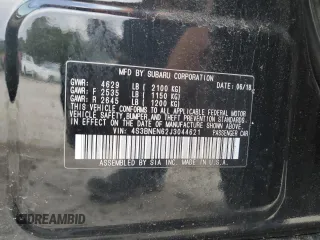 MFD BY SUBARU CORPORATION 06/18
GVWR: 4629 LB ( 2100 KG)
GAWR: F 2535 LB ( 1150 KG)
GAWR: R 2645 LB ( 1200 KG)
THIS VEHICLE CONFORMS TO ALL APPLICABLE
FEDERAL MOTOR VEHICLE SAFETY,
BUMPER, AND THEFT PREVENTION
STANDARDS IN EFFECT ON THE DATE OF
MANUFACTURE SHOWN ABOVE.
VIN: 4S3BNEN62J3044621 PASSENGER CAR
ASSEMBLED BY SIA INC. MADE IN U.S.A.
DREAMBID